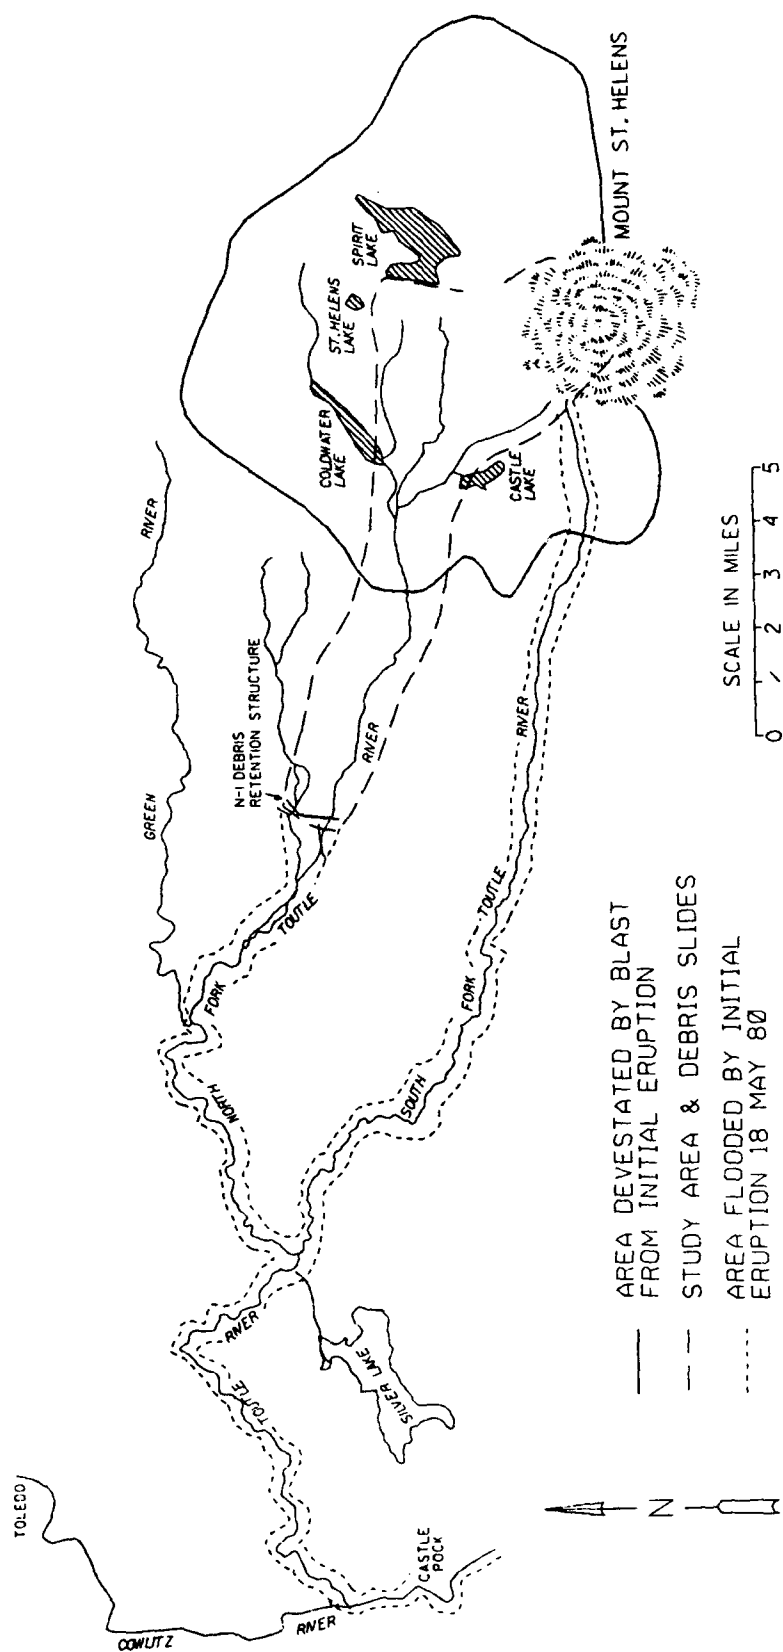 TOLEDO
COWLITZ
RIVER
CASTLE
ROCK
TOUTLE
RIVER
SILVER LAKE
NORTH
FORK
TOUTLE
RIVER
SOUTH
FORK
TOUTLE
RIVER
GREEN
RIVER
N-1 DEBRIS
RETENTION STRUCTURE
COLDWATER
LAKE
ST. HELENS
LAKE
SPIRIT
LAKE
CASTLE
LAKE
MOUNT ST. HELENS
N
AREA DEVESTATED BY BLAST
FROM INITIAL ERUPTION
STUDY AREA & DEBRIS SLIDES
AREA FLOODED BY INITIAL
ERUPTION 18 MAY 80
SCALE IN MILES
0 1 2 3 4 5